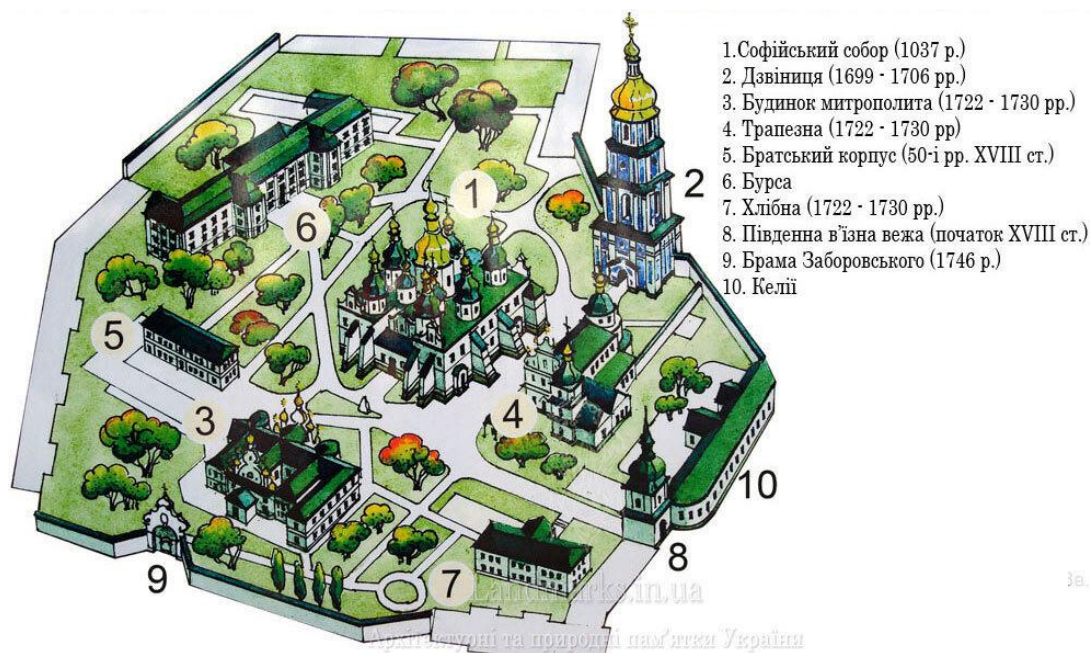 1.Софійський собор (1037 р.)
2. Дзвіниця (1699 - 1706 рр.)
3. Будинок митрополита (1722 - 1730 рр.)
4. Трапезна (1722 - 1730 рр)
5. Братський корпус (50-і рр. XVIII ст.)
6. Бурса
7. Хлібна (1722 - 1730 рр.)
8. Південна в'їзна вежа (початок XVIII ст.)
9. Брама Заборовського (1746 р.)
10. Келії
1
2
6
5
3
4
10
8
9
7
Landmarks.in.ua
Архітектурні та природні пам'ятки України